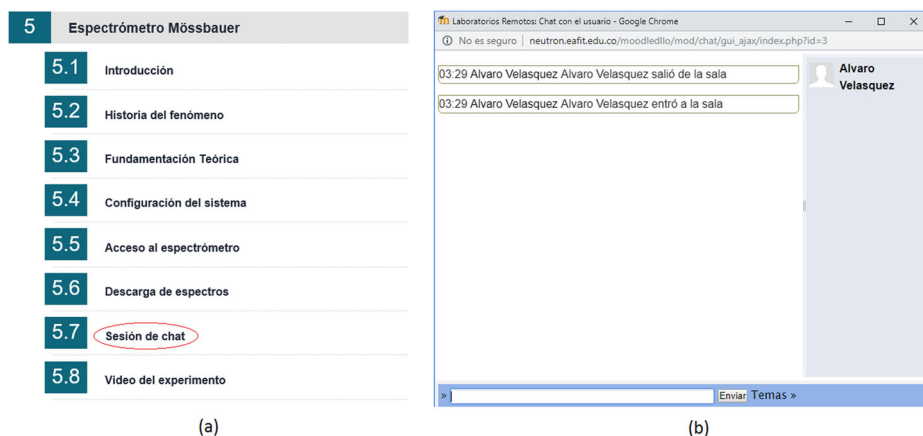 5 Espectrómetro Mössbauer
5.1 Introducción
5.2 Historia del fenómeno
5.3 Fundamentación Teórica
5.4 Configuración del sistema
5.5 Acceso al espectrómetro
5.6 Descarga de espectros
5.7 Sesión de chat
5.8 Video del experimento
(a)
Laboratorios Remotos: Chat con el usuario - Google Chrome
No es seguro | neutron.eafit.edu.co/moodledllo/mod/chat/gui_ajax/index.php?id=3
03:29 Alvaro Velasquez Alvaro Velasquez salió de la sala
03:29 Alvaro Velasquez Alvaro Velasquez entró a la sala
Alvaro
Velasquez
» Enviar Temas »
(b)